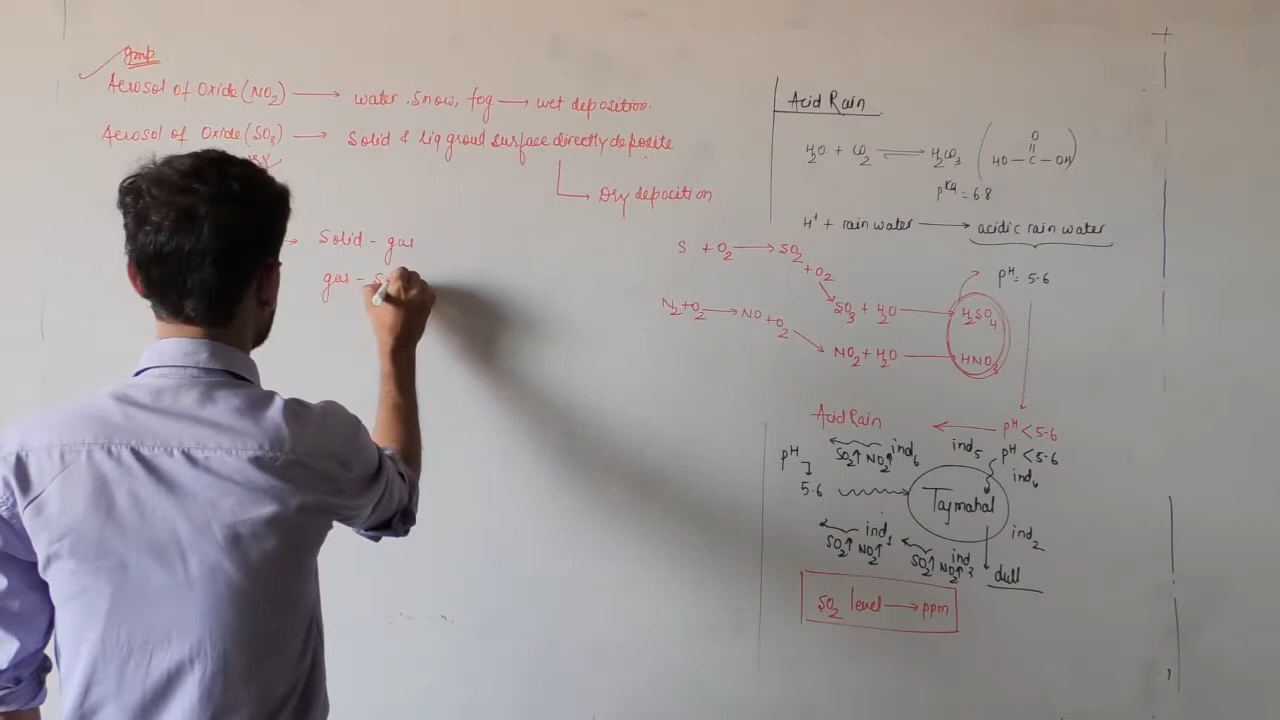 Imp
Aerosol of Oxide (NO2) → water, Snow, fog → wet deposition.
Aerosol of Oxide (SO3) → Solid & liq groud surface directly deposite
→ Dry deposition
→ Solid - gas
gas - S
Acid Rain
H2O + CO2 ⇌ H2CO3 (HO — C — OH
O)
pKa = 6.8
H+ + rain water → acidic rain water
pH = 5.6
S + O2 → SO2
+ O2
SO3 + H2O → H2SO4
N2 + O2 → NO + O2
NO2 + H2O → HNO3
Acid Rain ← pH < 5.6
pH < 5.6
SO2↑ NO2↑ ind6
ind5
ind4
pH
5.6
Tajmahal
ind1
SO2↑ NO2↑
ind2
ind3
SO2↑ NO2↑
dull
SO2 level → ppm